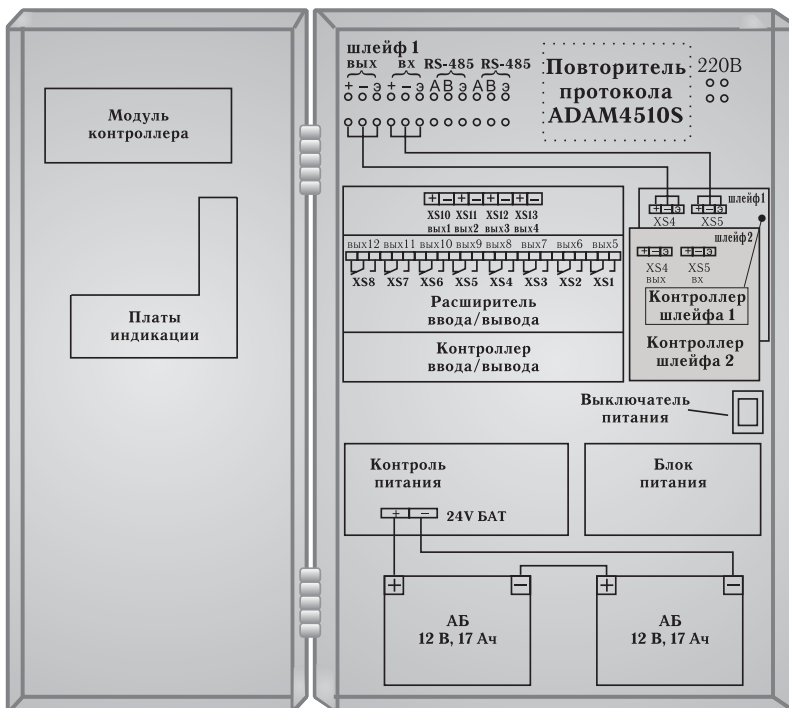 Модуль
контроллера
Платы
индикации
шлейф 1
вых вх RS-485 RS-485
+ − э + − э А В э А В э
Повторитель
протокола
ADAM4510S
220В
+ − + − + − + −
XS10 XS11 XS12 XS13
вых1 вых2 вых3 вых4
вых12 вых11 вых10 вых9 вых8 вых7 вых6 вых5
XS8 XS7 XS6 XS5 XS4 XS3 XS2 XS1
Расширитель
ввода/вывода
Контроллер
ввода/вывода
шлейф1
+ − э + − э
XS4 XS5
шлейф2
+ − э + − э
XS4 XS5
вых вх
Контроллер
шлейфа 1
Контроллер
шлейфа 2
Выключатель
питания
Контроль
питания
+ − 24V БАТ
Блок
питания
+ −
АБ
12 В, 17 Ач
+ −
АБ
12 В, 17 Ач